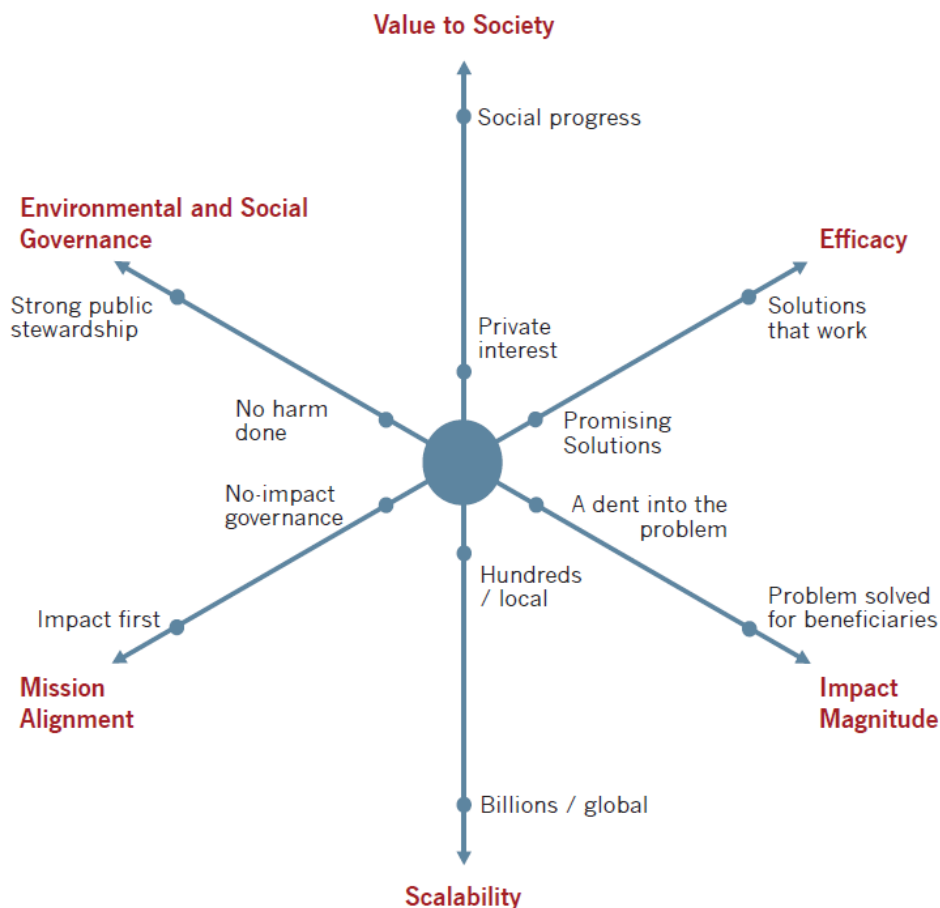 Value to Society
Social progress
Environmental and Social
Governance
Efficacy
Strong public
stewardship
Solutions
that work
Private
interest
No harm
done
Promising
Solutions
No-impact
governance
A dent into the
problem
Hundreds
/ local
Impact first
Problem solved
for beneficiaries
Mission
Alignment
Impact
Magnitude
Billions / global
Scalability